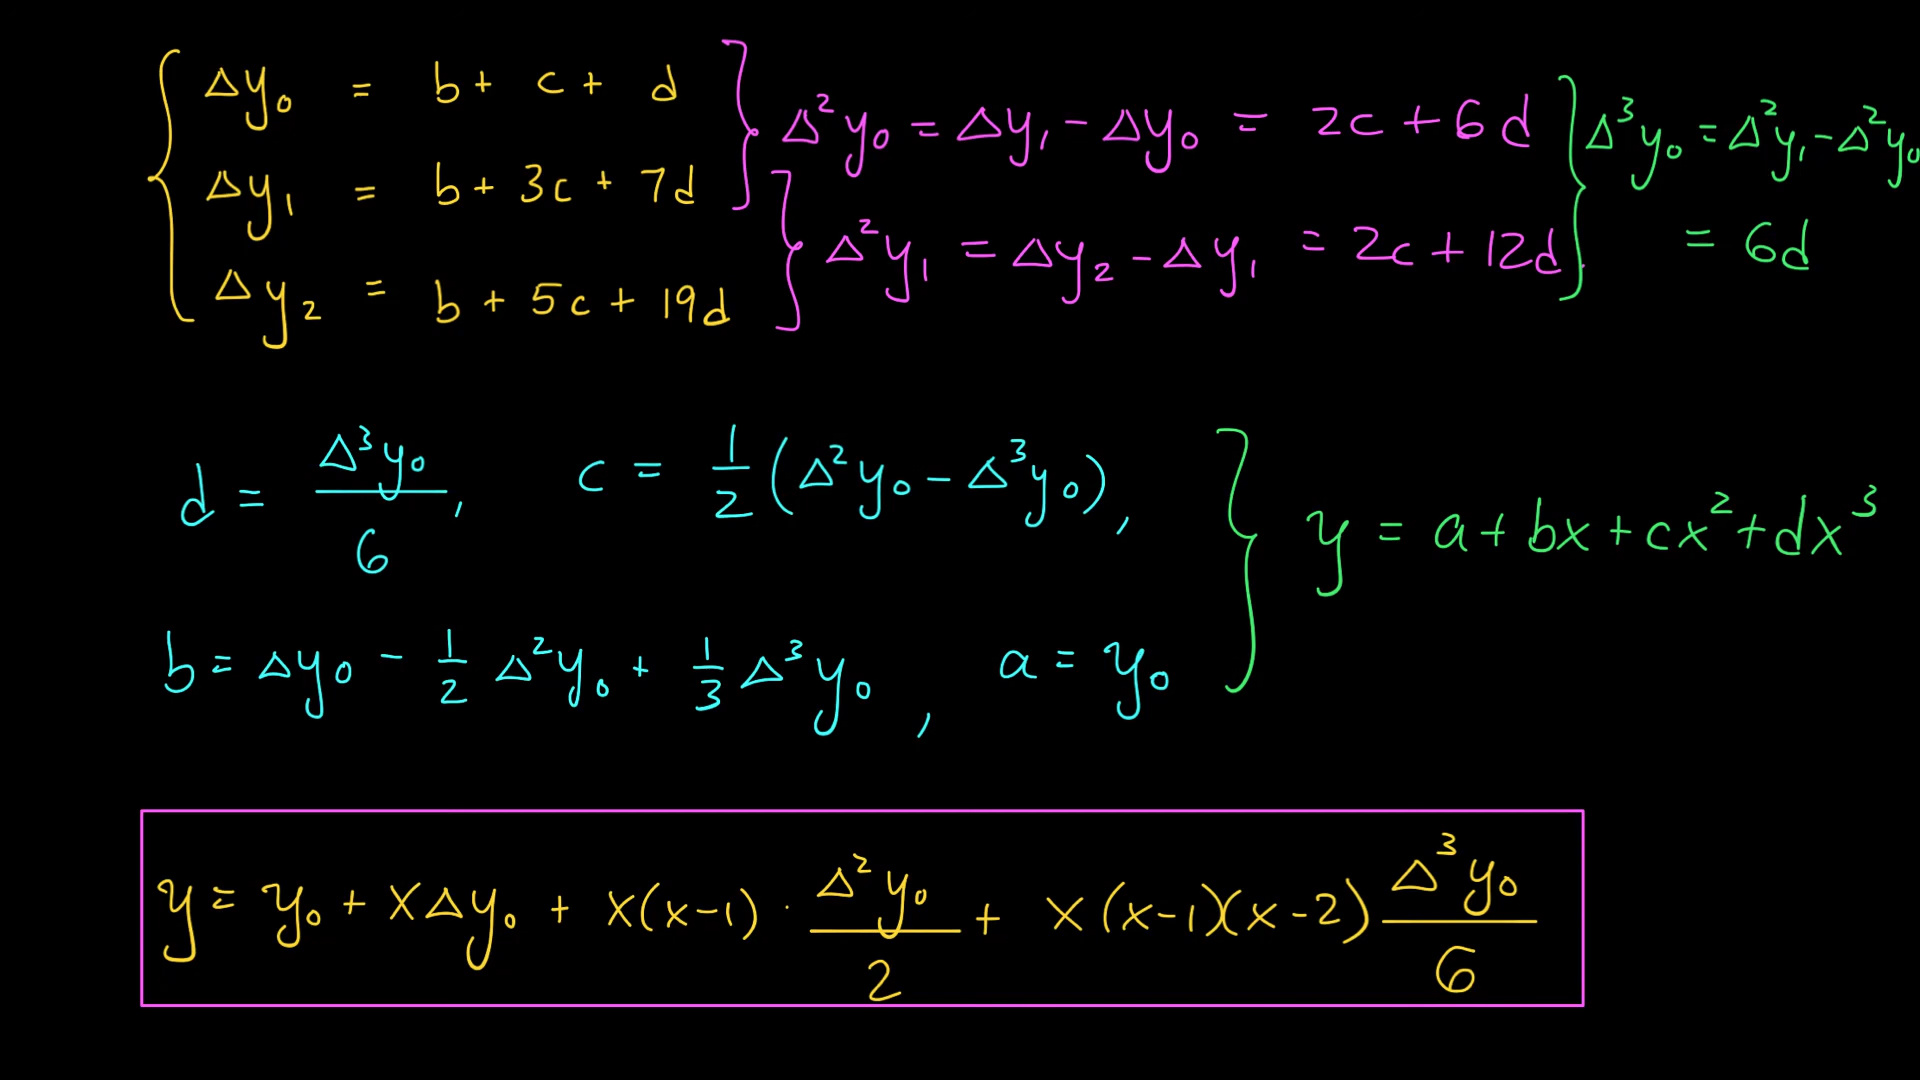 Δy₀ = b + c + d
Δy₁ = b + 3c + 7d
Δy₂ = b + 5c + 19d
Δ²y₀ = Δy₁ - Δy₀ = 2c + 6d
Δ²y₁ = Δy₂ - Δy₁ = 2c + 12d
Δ³y₀ = Δ²y₁ - Δ²y₀
= 6d
d = Δ³y₀/6, c = 1/2 (Δ²y₀ - Δ³y₀),
b = Δy₀ - 1/2 Δ²y₀ + 1/3 Δ³y₀, a = y₀
y = a + bx + cx² + dx³
y = y₀ + xΔy₀ + x(x-1) · Δ²y₀/2 + x(x-1)(x-2) Δ³y₀/6